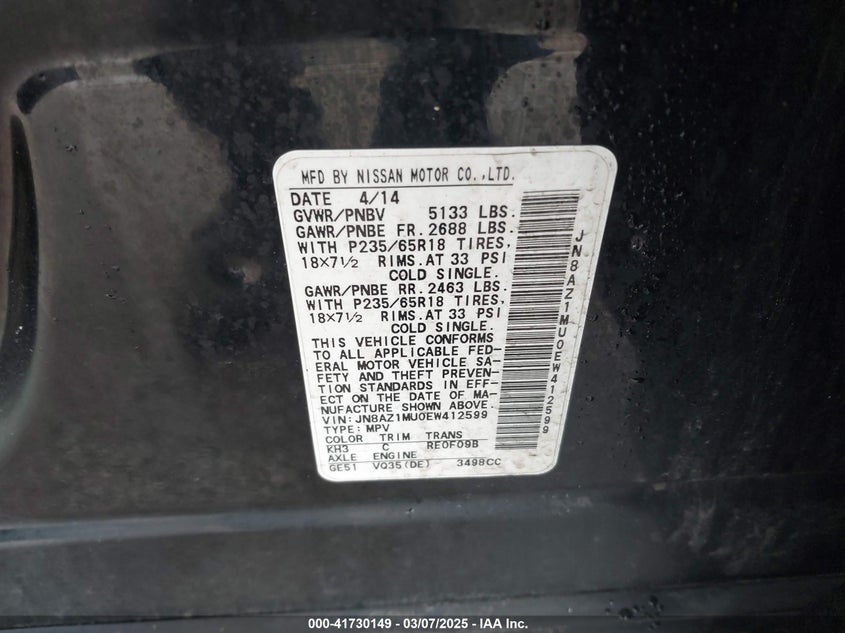 MFD BY NISSAN MOTOR CO.,LTD.
DATE 4/14
GVWR/PNBV 5133 LBS.
GAWR/PNBE FR. 2688 LBS.
WITH P235/65R18 TIRES,
18X7½ RIMS.AT 33 PSI
COLD SINGLE.
GAWR/PNBE RR. 2463 LBS.
WITH P235/65R18 TIRES,
18X7½ RIMS.AT 33 PSI
COLD SINGLE.
THIS VEHICLE CONFORMS
TO ALL APPLICABLE FED-
ERAL MOTOR VEHICLE SA-
FETY AND THEFT PREVEN-
TION STANDARDS IN EFF-
ECT ON THE DATE OF MA-
NUFACTURE SHOWN ABOVE.
VIN:JN8AZ1MU0EW412599
TYPE:MPV
COLOR TRIM TRANS
KH3 C RE0F09B
AXLE ENGINE
GE51 VQ35(DE) 3498CC
JN8AZ1MU0EW412599
000-41730149 - 03/07/2025 - IAA Inc.